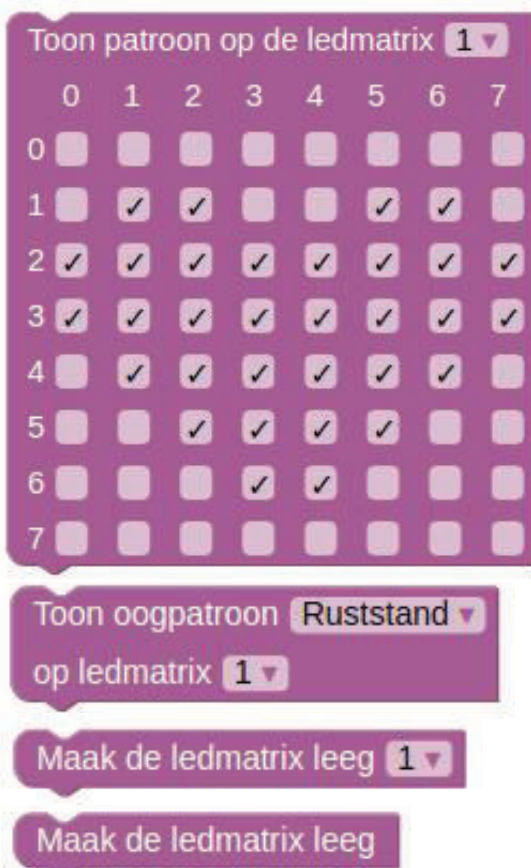 Toon patroon op de ledmatrix 1
0 1 2 3 4 5 6 7
0
1 ✓ ✓ ✓ ✓
2 ✓ ✓ ✓ ✓ ✓ ✓ ✓ ✓
3 ✓ ✓ ✓ ✓ ✓ ✓ ✓ ✓
4 ✓ ✓ ✓ ✓ ✓ ✓
5 ✓ ✓ ✓ ✓
6 ✓ ✓
7
Toon oogpatroon Ruststand
op ledmatrix 1
Maak de ledmatrix leeg 1
Maak de ledmatrix leeg